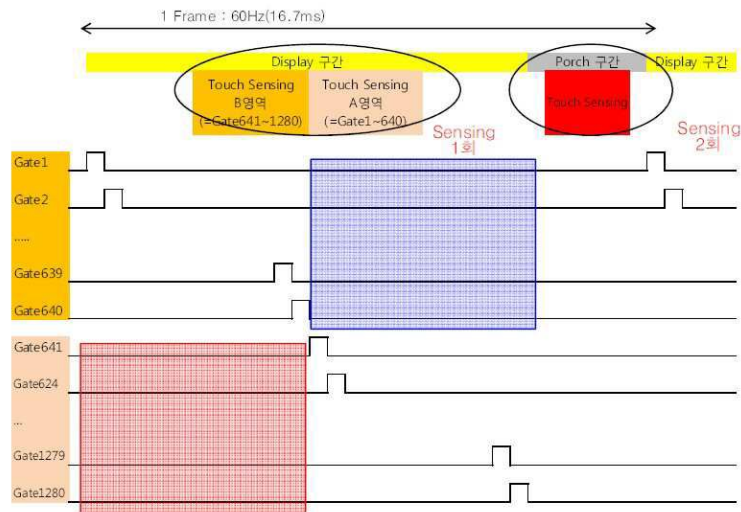 1 Frame : 60Hz(16.7ms)
Display 구간
Porch 구간
Display 구간
Touch Sensing
B영역
(=Gate641~1280)
Touch Sensing
A영역
(=Gate1~640)
Touch Sensing
Sensing
1회
Sensing
2회
Gate1
Gate2
.....
Gate639
Gate640
Gate641
Gate624
...
Gate1279
Gate1280